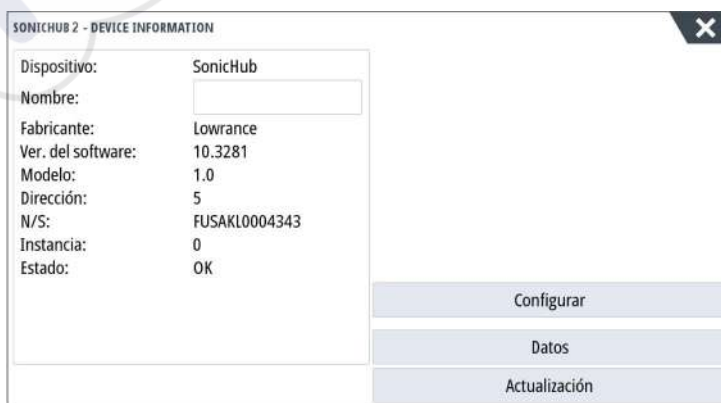 SONICHUB 2 - DEVICE INFORMATION
Dispositivo: SonicHub
Nombre:
Fabricante: Lowrance
Ver. del software: 10.3281
Modelo: 1.0
Dirección: 5
N/S: FUSAKL0004343
Instancia: 0
Estado: OK
Configurar
Datos
Actualización